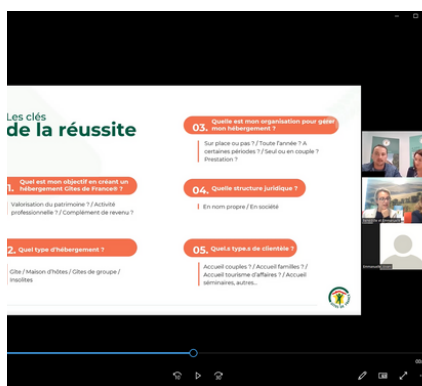 Les clés
de la réussite
1. Quel est mon objectif en créant un
hébergement Gîtes de France® ?
Valorisation du patrimoine ? / Activité
professionnelle ? / Complément de revenu ?
2. Quel type d'hébergement ?
Gîte / Maison d'hôtes / Gîtes de groupe /
Insolites
03. Quelle est mon organisation pour gérer
mon hébergement ?
Sur place ou pas ? / Toute l'année ? A
certaines périodes ? / Seul ou en couple ?
Prestation ?
04. Quelle structure juridique ?
En nom propre / En société
05. Quel.s type.s de clientèle ?
Accueil couples ? / Accueil familles ? /
Accueil tourisme d'affaires ? / Accueil
séminaires, autres...